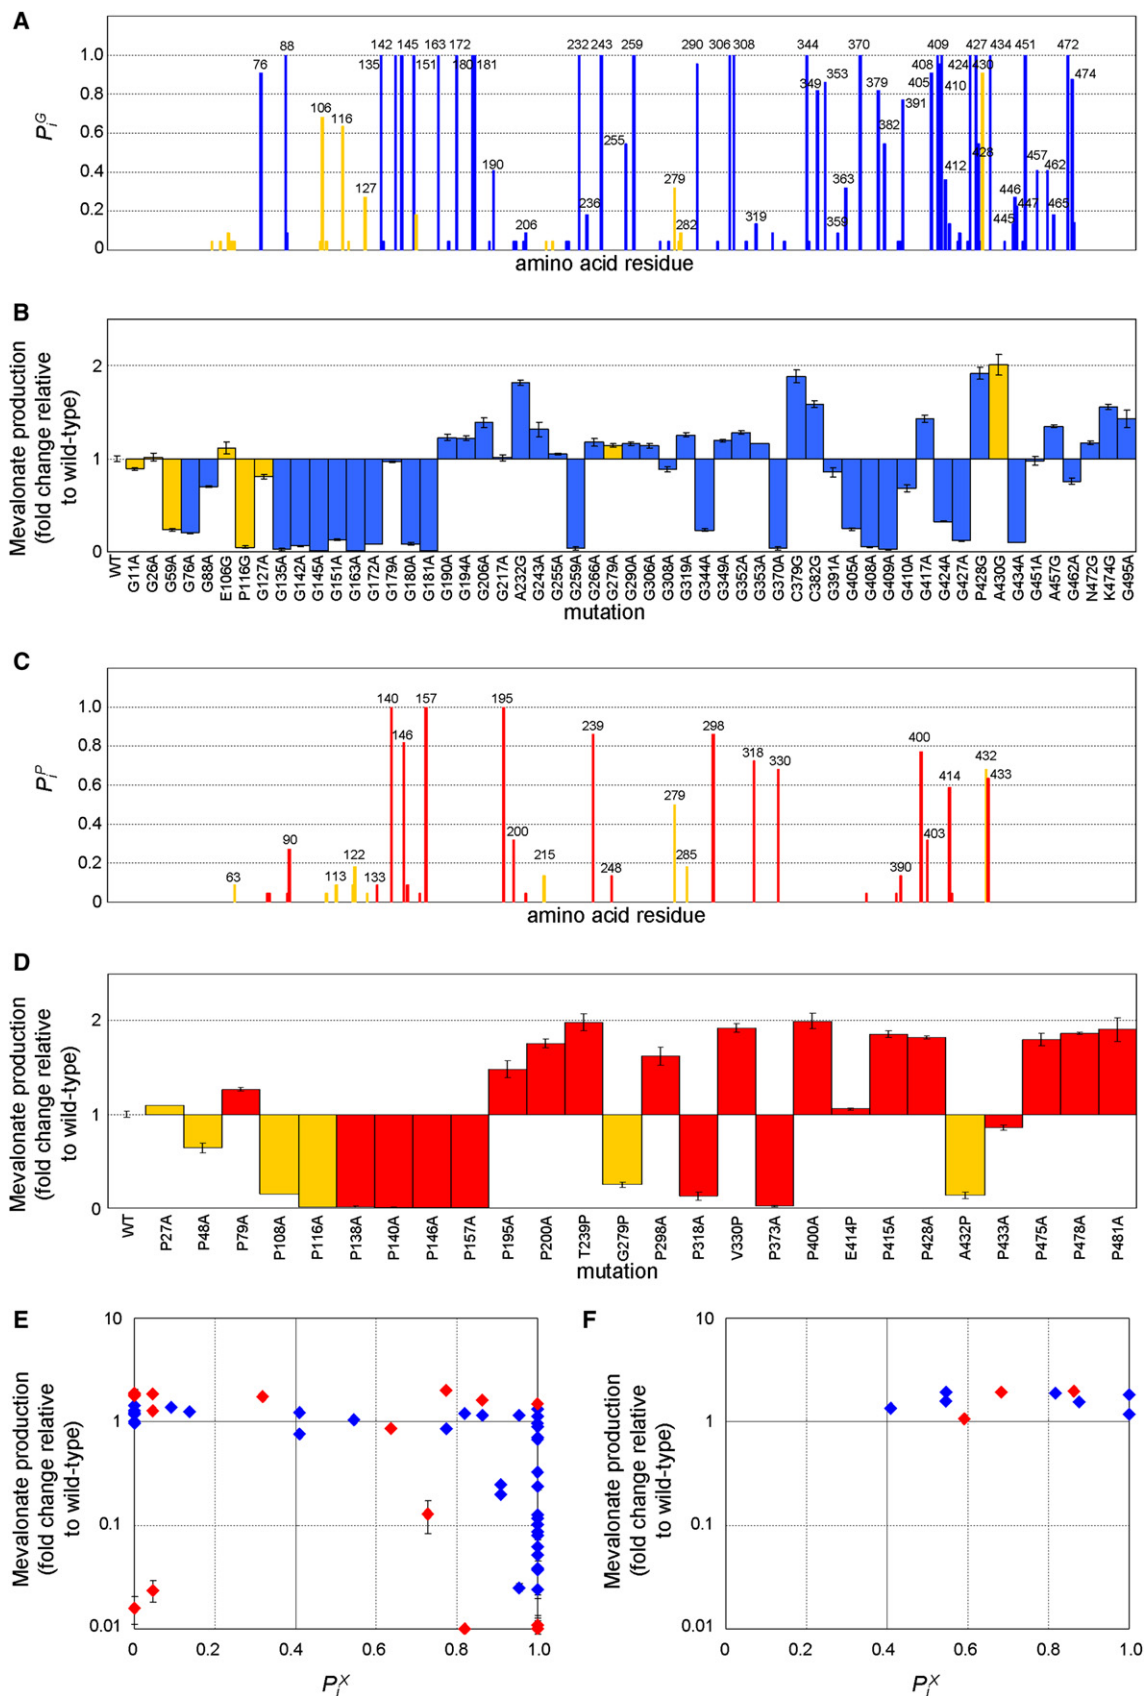 A
142 145 163 172 232 243 259 290 306 308 344 370 409 427 434 451 472
88 135 151 180 181 349 353 379 408 405 424 430 474
76 410
106 116 391
255 382 428
190 363 412 457 462
127 279 446
236 319 445 447 465
206 282 359
1.0
0.8
0.6
0.4
0.2
0
P_i^G
amino acid residue
B
Mevalonate production
(fold change relative
to wild-type)
2
1
0
WT G11A G26A G59A G76A G88A E106G P116G G127A G135A G142A G145A G151A G163A G172A G179A G180A G181A G190A G194A G206A G217A A232G G243A G255A G259A G266A G279A G290A G306A G308A G319A G344A G349A G352A G353A G370A C379G C382G G391A G405A G408A G409A G410A G417A G424A G427A P428G A430G G434A G451A A457G G462A N472G K474G G495A
mutation
C
140 157 195 239 298 318 330 400 432
146 433
279 414
90 200 403
122 215 285
63 113 133 248 390
1.0
0.8
0.6
0.4
0.2
0
P_i^P
amino acid residue
D
Mevalonate production
(fold change relative
to wild-type)
2
1
0
WT P27A P48A P79A P108A P116A P138A P140A P146A P157A P195A P200A T239P G279P P298A P318A V330P P373A P400A E414P P415A P428A A432P P433A P475A P478A P481A
mutation
E
Mevalonate production
(fold change relative
to wild-type)
10
1
0.1
0.01
0 0.2 0.4 0.6 0.8 1.0
P_i^X
F
Mevalonate production
(fold change relative
to wild-type)
10
1
0.1
0.01
0 0.2 0.4 0.6 0.8 1.0
P_i^X